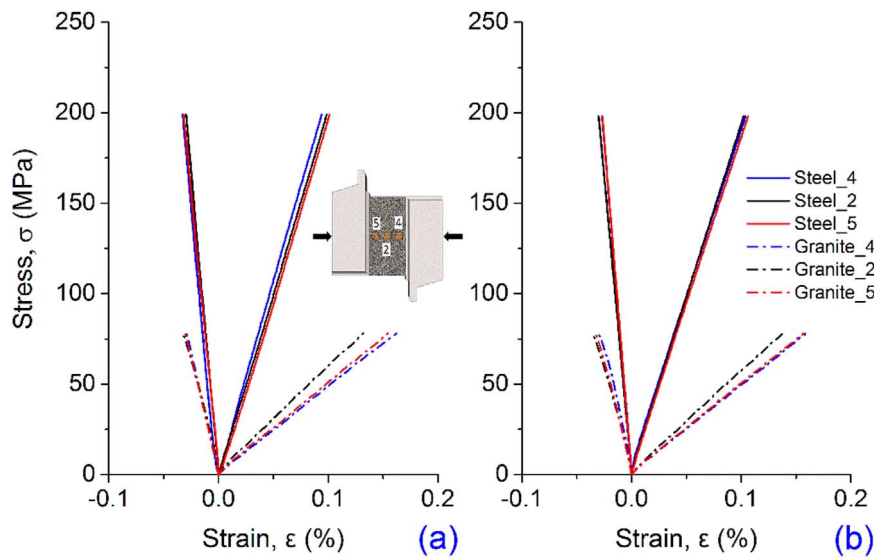 250
200
150
100
50
0
Stress, σ (MPa)
-0.1 0.0 0.1 0.2
Strain, ε (%)
(a)
5 4
2
250
200
150
100
50
0
Steel_4
Steel_2
Steel_5
Granite_4
Granite_2
Granite_5
-0.1 0.0 0.1 0.2
Strain, ε (%)
(b)